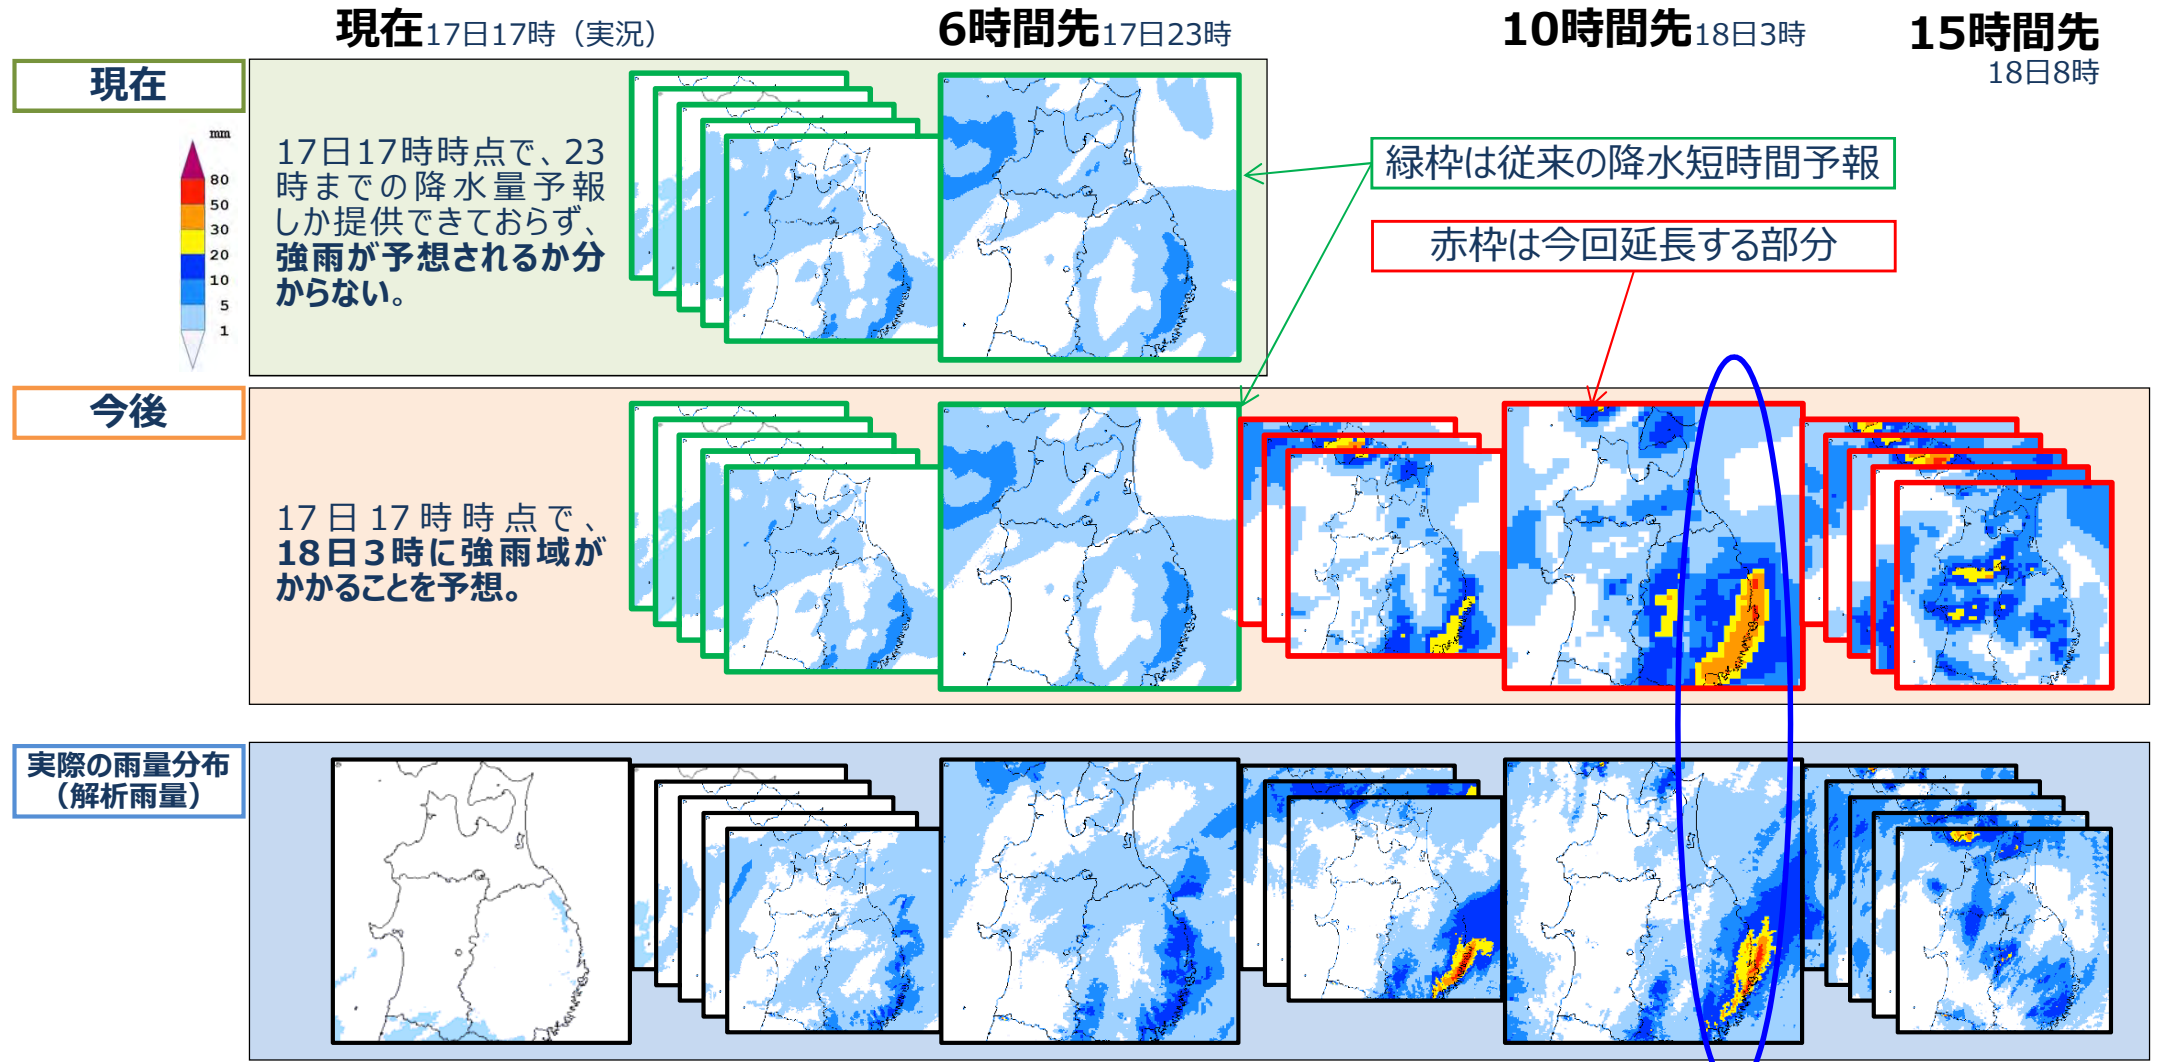 現在17日17時（実況）
6時間先17日23時
10時間先18日3時
15時間先
18日8時
現在
mm
80
50
30
20
10
5
1
17日17時時点で、23
時までの降水量予報
しか提供できておらず、
強雨が予想されるか分
からない。
緑枠は従来の降水短時間予報
赤枠は今回延長する部分
今後
17日17時時点で、
18日3時に強雨域が
かかることを予想。
実際の雨量分布
（解析雨量）